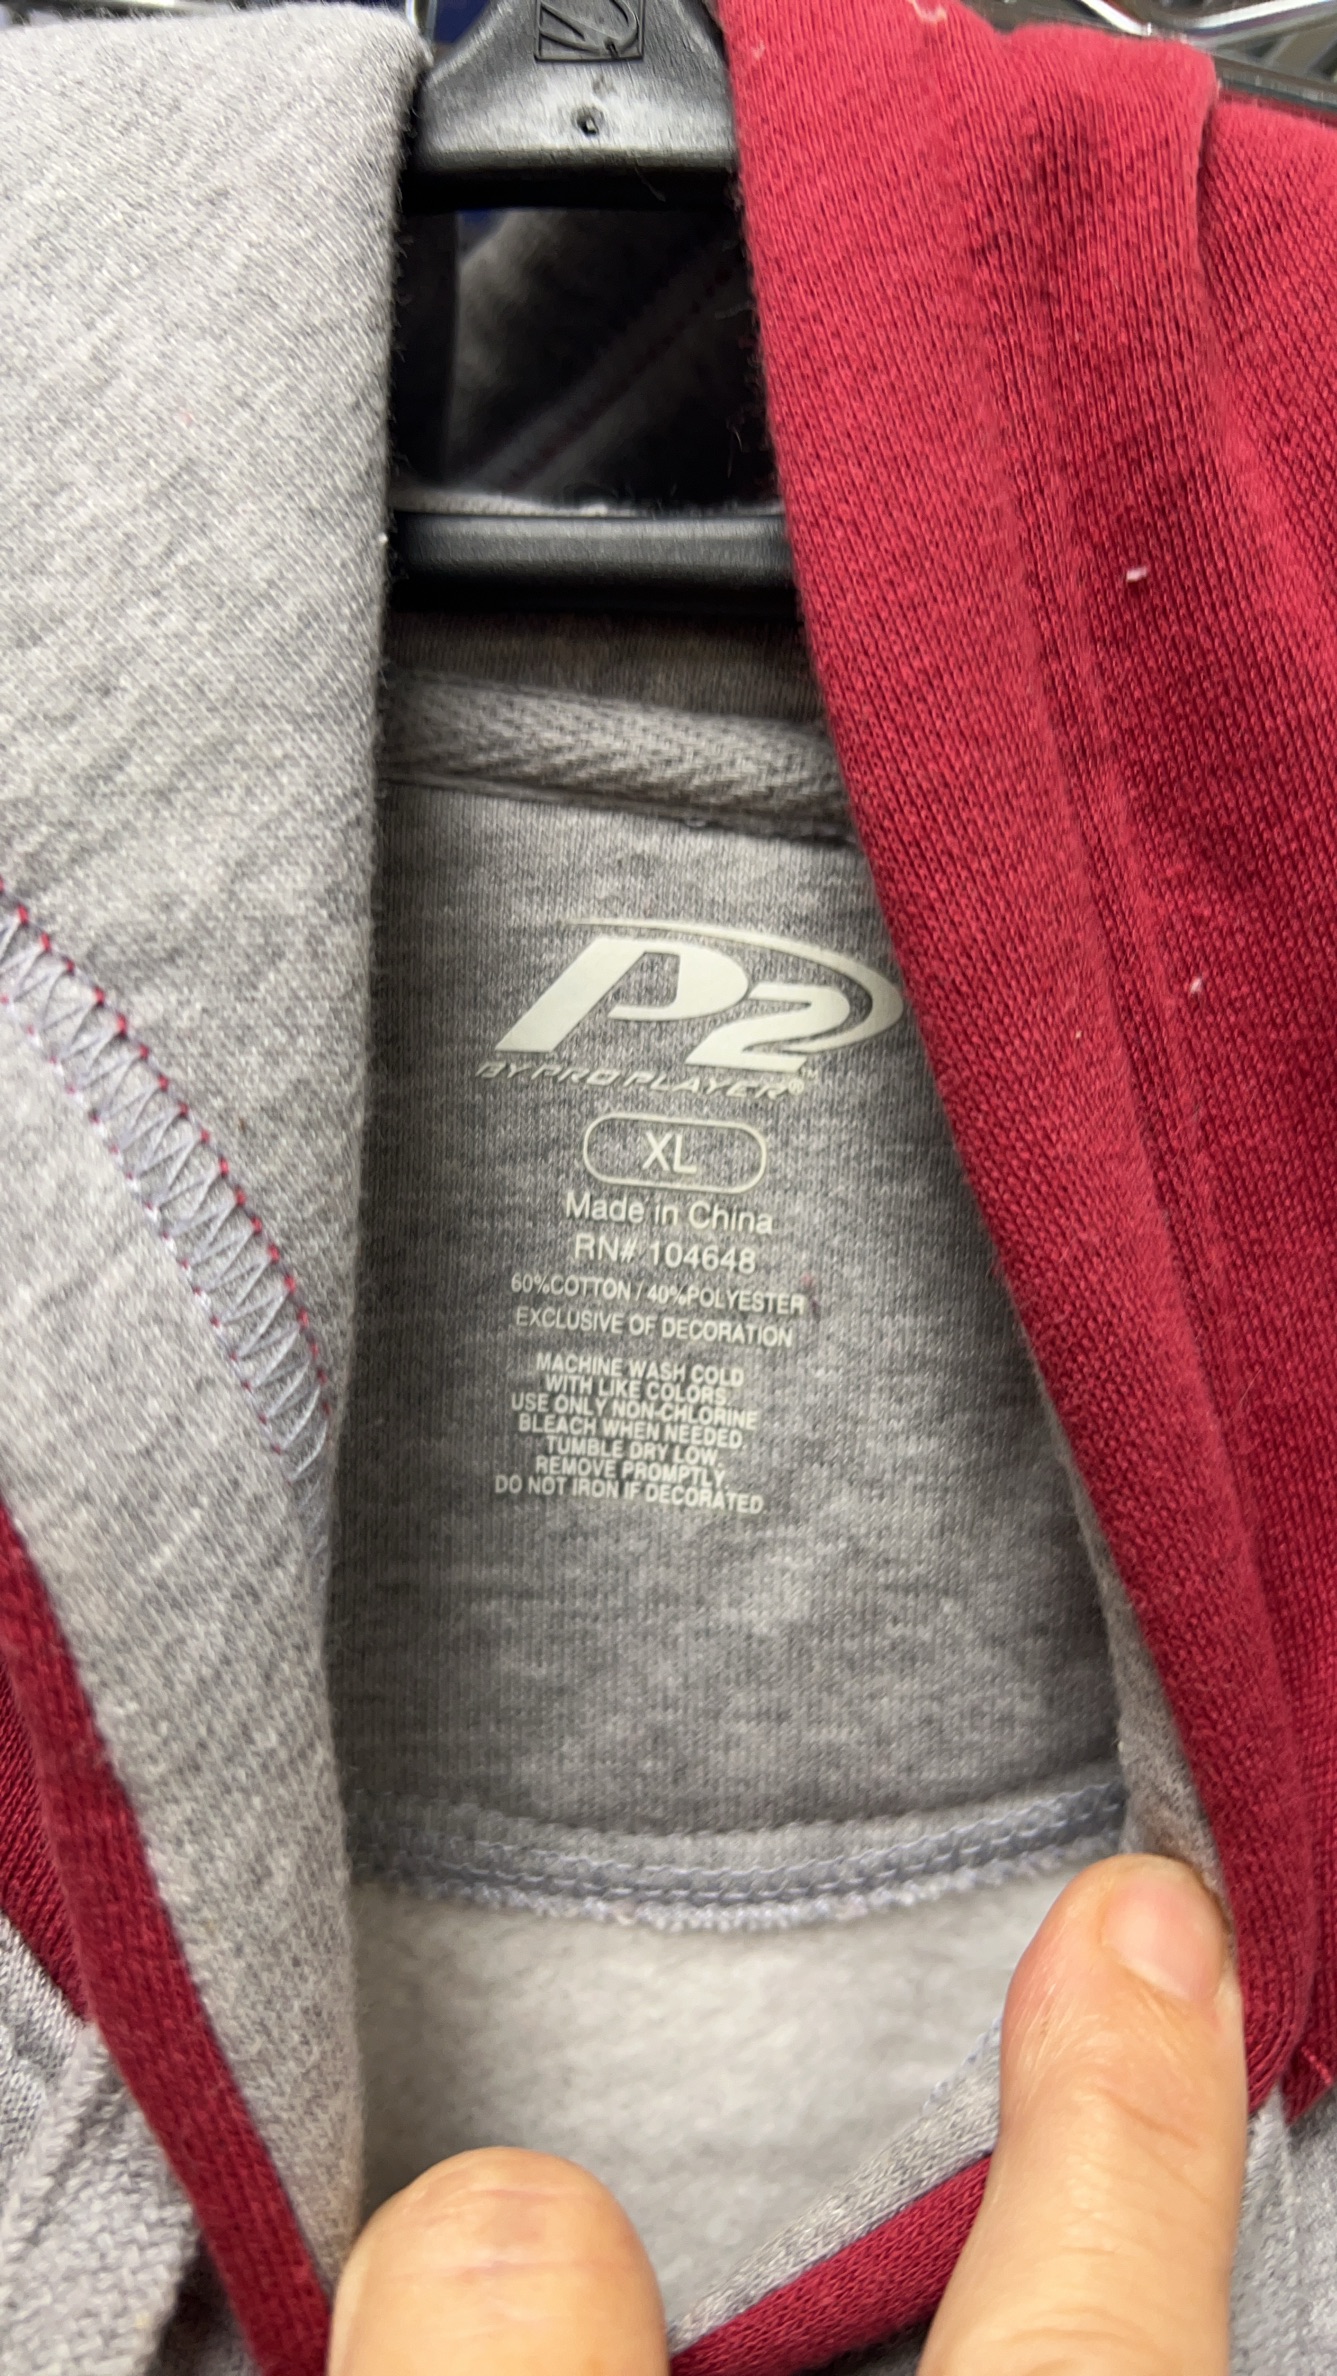 P2
BY PRO PLAYER®
XL
Made in China
RN# 104648
60%COTTON / 40%POLYESTER
EXCLUSIVE OF DECORATION
MACHINE WASH COLD
WITH LIKE COLORS
USE ONLY NON-CHLORINE
BLEACH WHEN NEEDED.
TUMBLE DRY LOW.
REMOVE PROMPTLY
DO NOT IRON IF DECORATED.